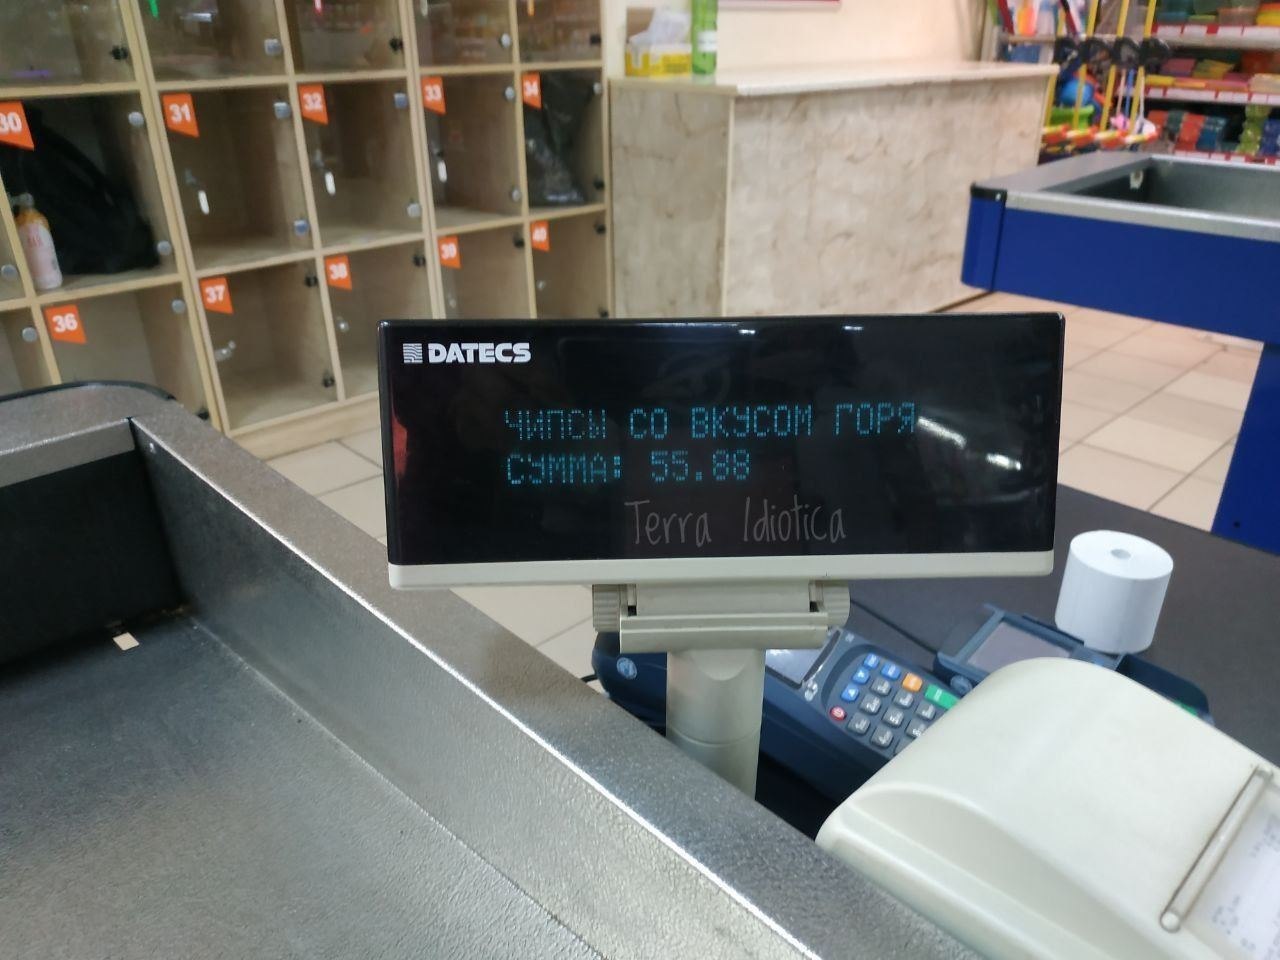 30
31
32
33
34
36
37
38
39
40
DATECS
ЧИПСЫ СО ВКУСОМ ГОРЯ
СУММА: 55.88
Terra Idiotica